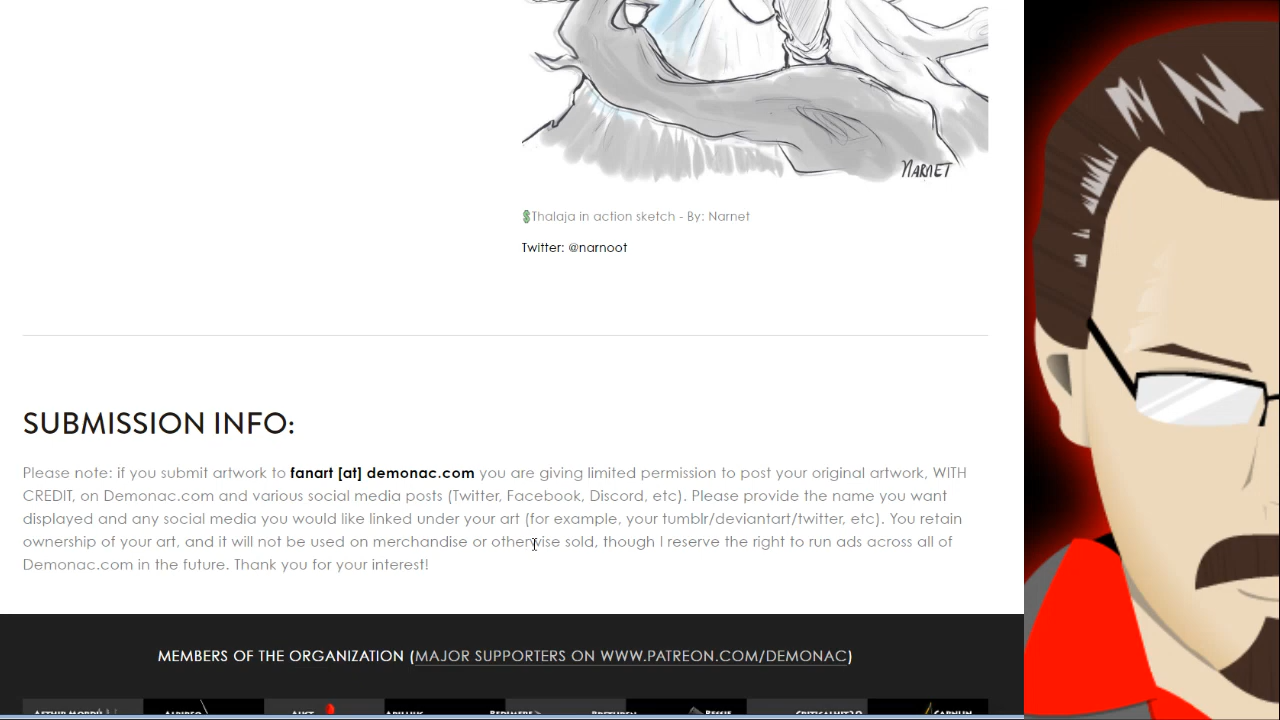 NARNET
Thalaja in action sketch - By: Narnet
Twitter: @narnoot
SUBMISSION INFO:
Please note: if you submit artwork to fanart [at] demonac.com you are giving limited permission to post your original artwork, WITH
CREDIT, on Demonac.com and various social media posts (Twitter, Facebook, Discord, etc). Please provide the name you want
displayed and any social media you would like linked under your art (for example, your tumblr/deviantart/twitter, etc). You retain
ownership of your art, and it will not be used on merchandise or otherwise sold, though I reserve the right to run ads across all of
Demonac.com in the future. Thank you for your interest!
MEMBERS OF THE ORGANIZATION (MAJOR SUPPORTERS ON WWW.PATREON.COM/DEMONAC)